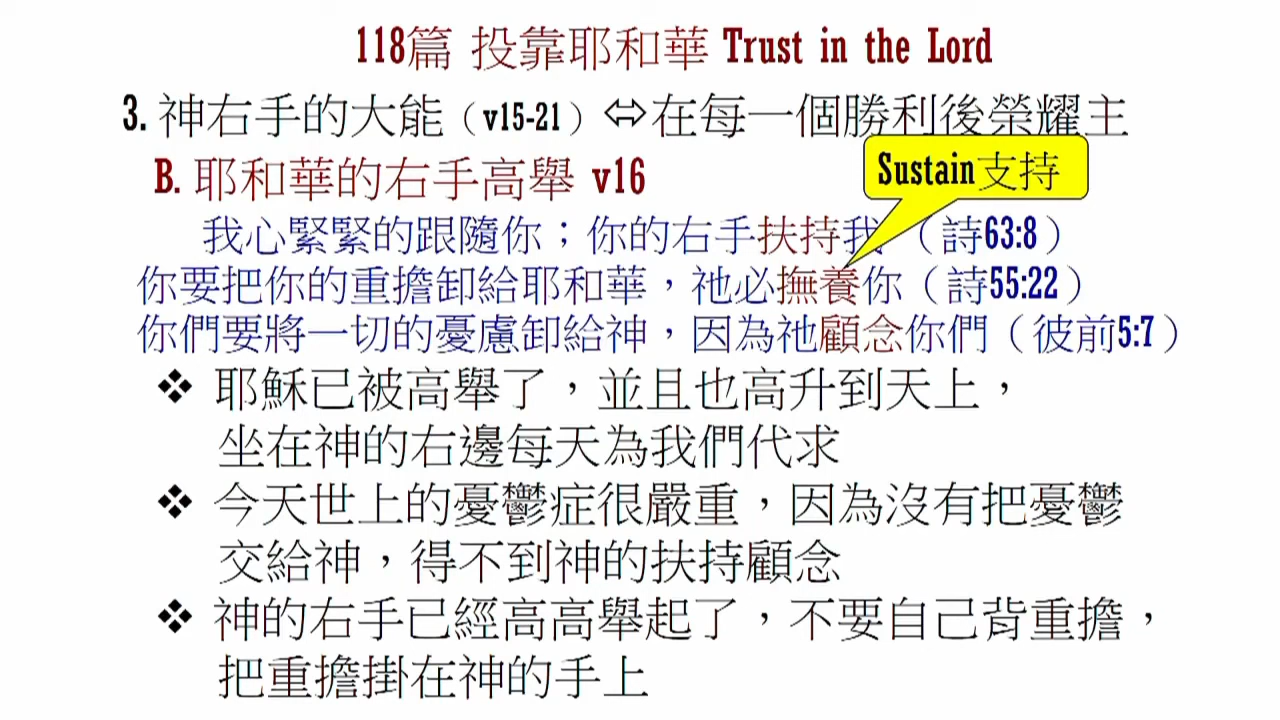 118篇 投靠耶和華 Trust in the Lord
3. 神右手的大能（v15-21）⬄在每一個勝利後榮耀主
B. 耶和華的右手高舉 v16
Sustain支持
我心緊緊的跟隨你；你的右手扶持我（詩63:8）
你要把你的重擔卸給耶和華，祂必撫養你（詩55:22）
你們要將一切的憂慮卸給神，因為祂顧念你們（彼前5:7）
❖ 耶穌已被高舉了，並且也高升到天上，
坐在神的右邊每天為我們代求
❖ 今天世上的憂鬱症很嚴重，因為沒有把憂鬱
交給神，得不到神的扶持顧念
❖ 神的右手已經高高舉起了，不要自己背重擔，
把重擔掛在神的手上